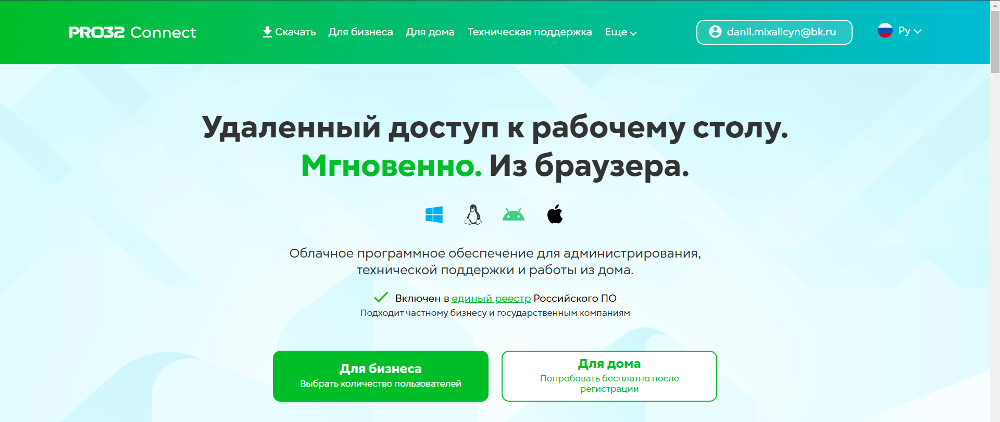 PRO32 Connect
Скачать Для бизнеса Для дома Техническая поддержка Еще
danil.mixalicyn@bk.ru
Ру
Удаленный доступ к рабочему столу.
Мгновенно. Из браузера.
Облачное программное обеспечение для администрирования,
технической поддержки и работы из дома.
Включен в единый реестр Российского ПО
Подходит частному бизнесу и государственным компаниям
Для бизнеса
Выбрать количество пользователей
Для дома
Попробовать бесплатно после
регистрации